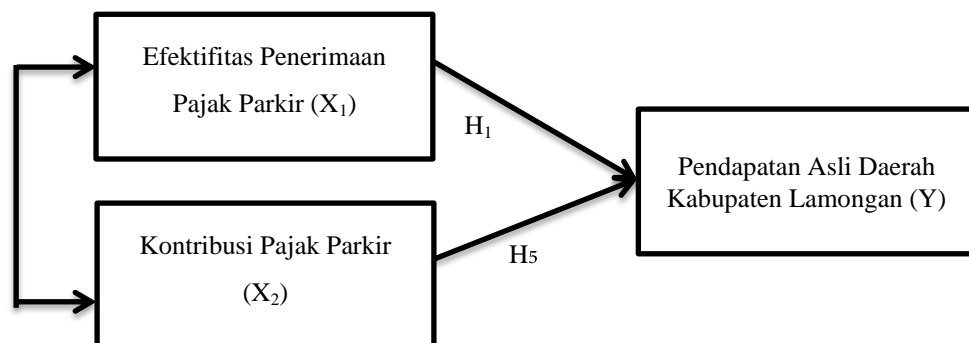 Efektifitas Penerimaan
Pajak Parkir (X₁)
H₁
Pendapatan Asli Daerah
Kabupaten Lamongan (Y)
Kontribusi Pajak Parkir
(X₂)
H5